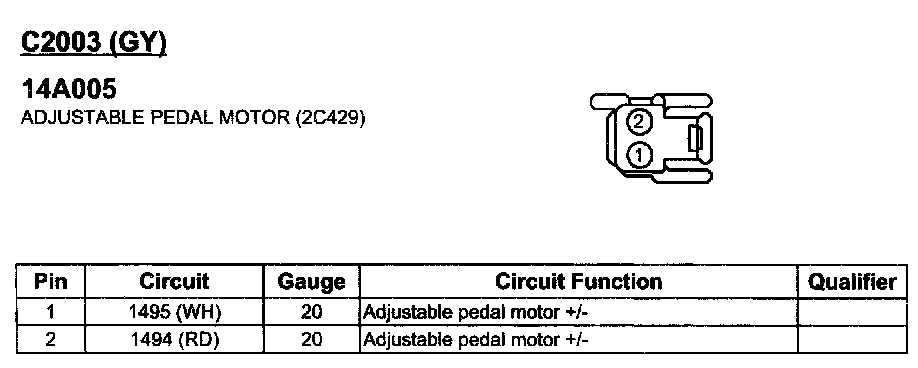 C2003 (GY)
14A005
ADJUSTABLE PEDAL MOTOR (2C429)
2
1
Pin Circuit Gauge Circuit Function Qualifier
1 1495 (WH) 20 Adjustable pedal motor +/-
2 1494 (RD) 20 Adjustable pedal motor +/-